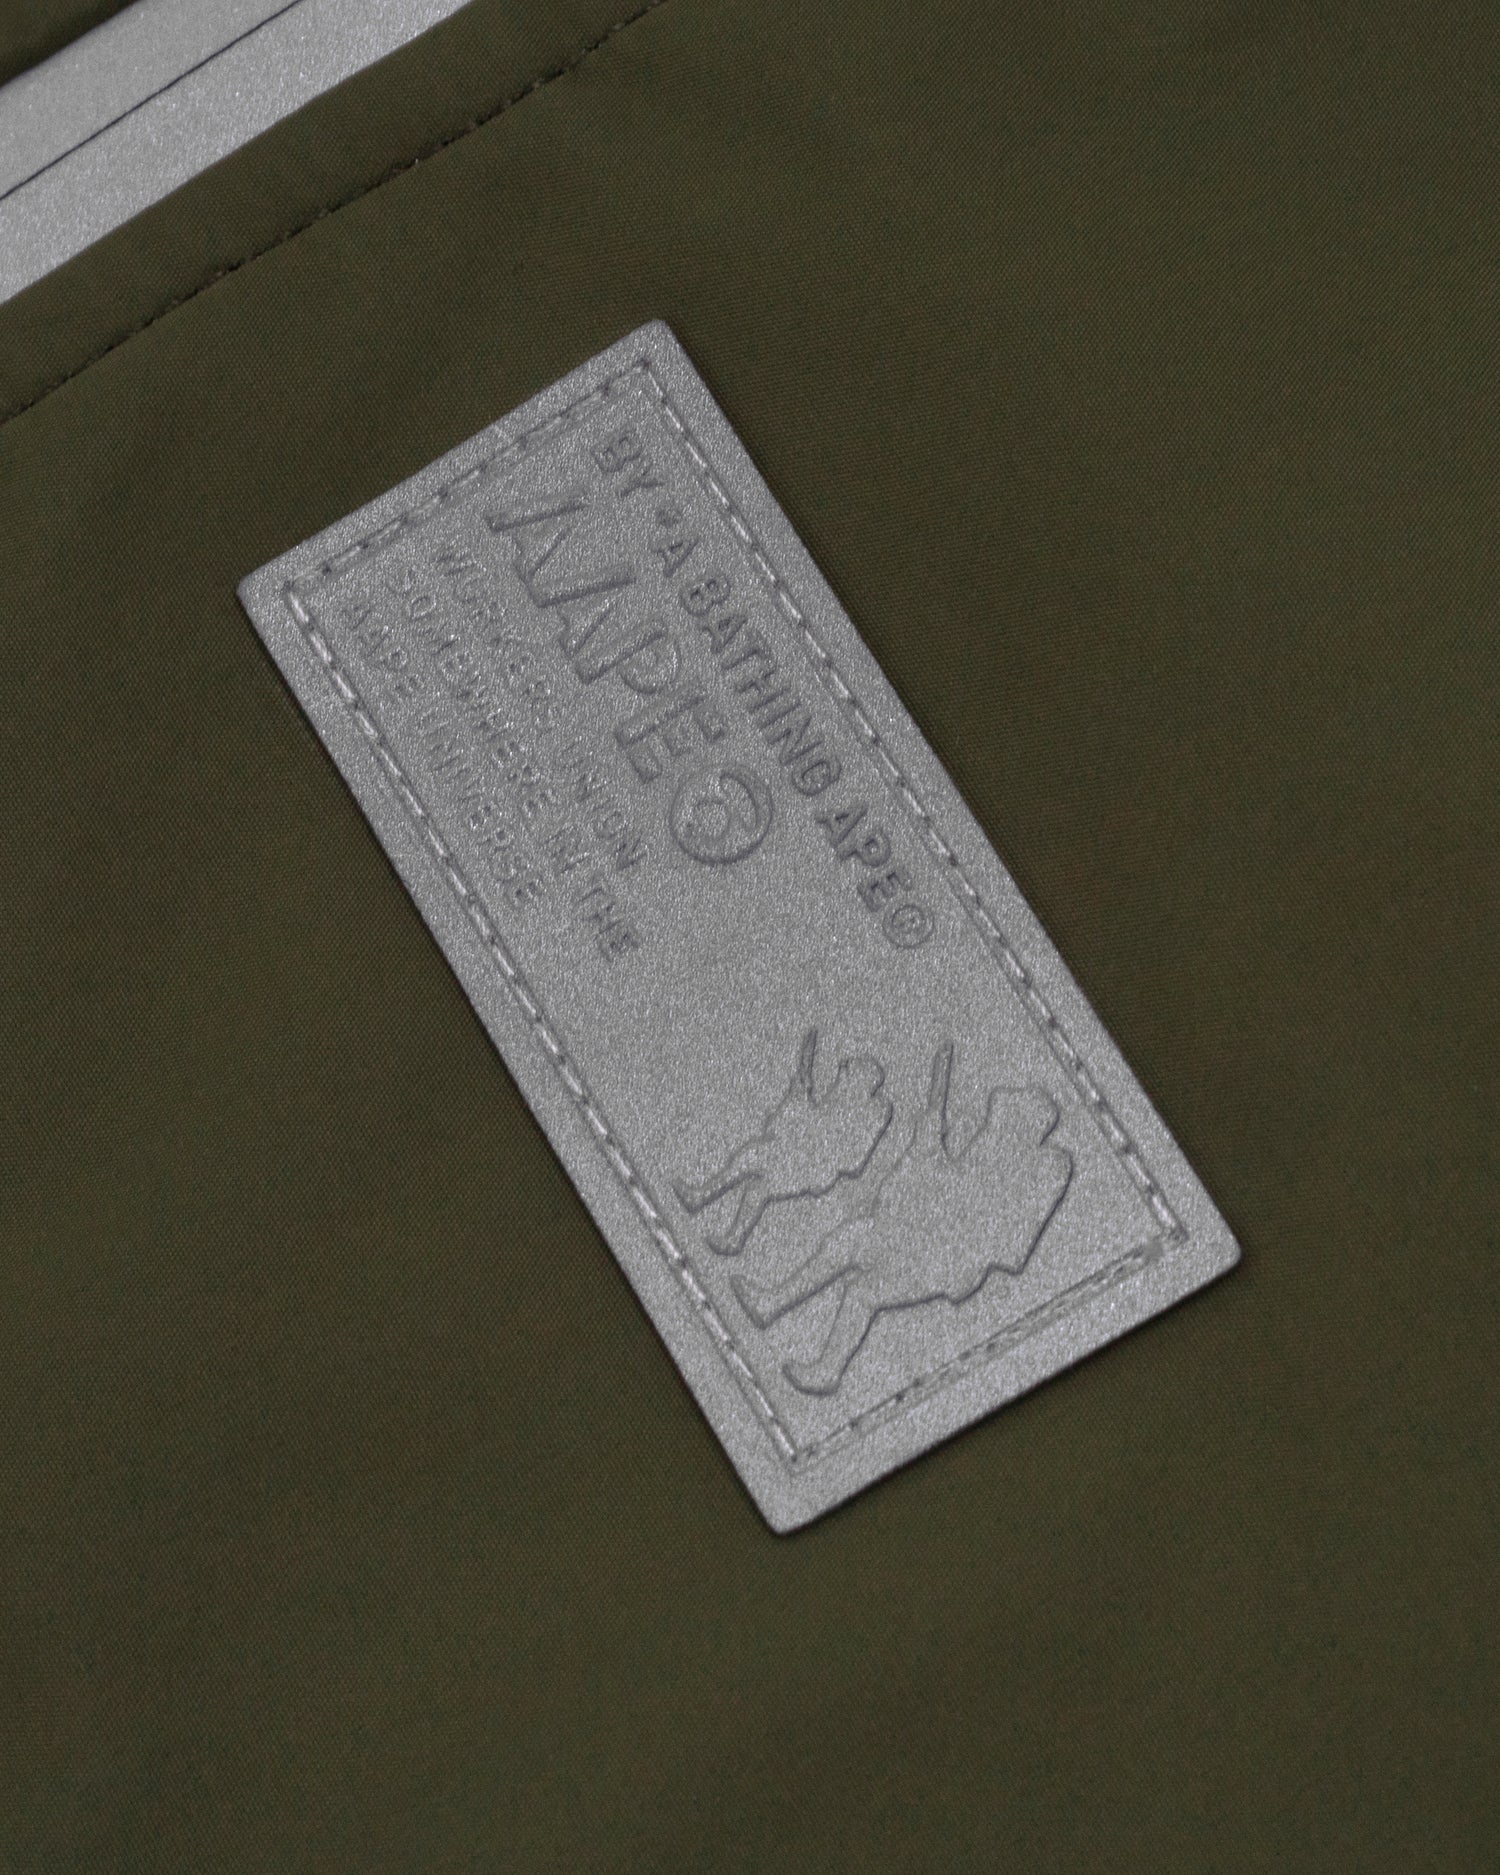 BY *A BATHING APE®
AAPE
WORKERS UNION
SOMEWHERE IN THE
AAPE UNIVERSE